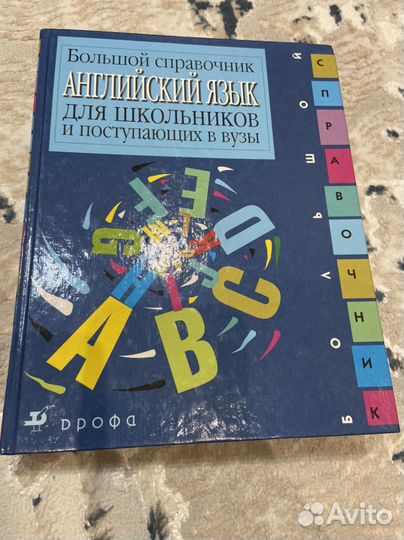 Большой справочник
АНГЛИЙСКИЙ ЯЗЫК
ДЛЯ ШКОЛЬНИКОВ
И ПОСТУПАЮЩИХ В ВУЗЫ
БОЛЬШОЙ
СПРАВОЧНИК
A B C D E F G H I
дрофа
Avito